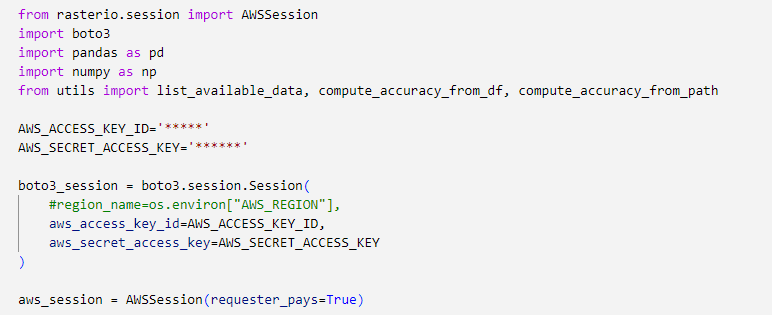 from rasterio.session import AWSSession
import boto3
import pandas as pd
import numpy as np
from utils import list_available_data, compute_accuracy_from_df, compute_accuracy_from_path

AWS_ACCESS_KEY_ID='*****'
AWS_SECRET_ACCESS_KEY='******'

boto3_session = boto3.session.Session(
    #region_name=os.environ["AWS_REGION"],
    aws_access_key_id=AWS_ACCESS_KEY_ID,
    aws_secret_access_key=AWS_SECRET_ACCESS_KEY
)

aws_session = AWSSession(requester_pays=True)